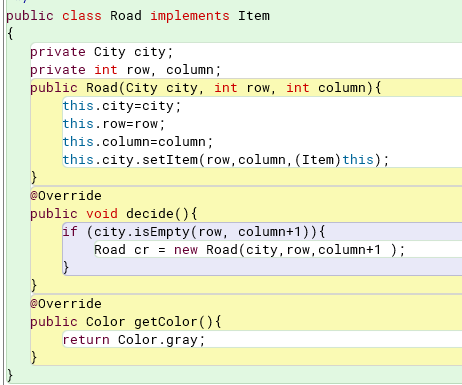 public class Road implements Item
{
    private City city;
    private int row, column;
    public Road(City city, int row, int column){
        this.city=city;
        this.row=row;
        this.column=column;
        this.city.setItem(row,column,(Item)this);
    }
    @Override
    public void decide(){
        if (city.isEmpty(row, column+1)){
            Road cr = new Road(city,row,column+1 );
        }
    }
    @Override
    public Color getColor(){
        return Color.gray;
    }
}